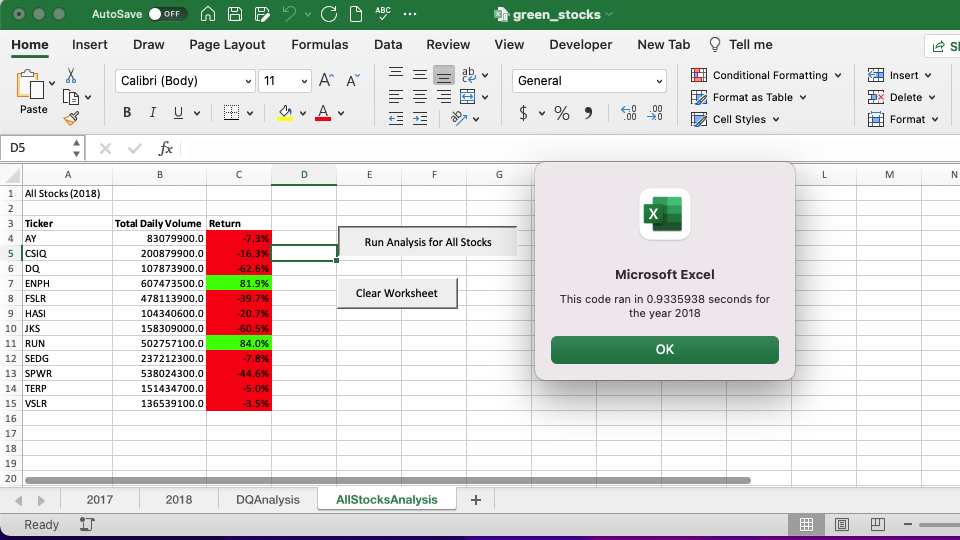 AutoSave OFF ABC ··· green_stocks
Home Insert Draw Page Layout Formulas Data Review View Developer New Tab Tell me
Paste Calibri (Body) 11 A A ab General Conditional Formatting Insert
B I U A $ % Format as Table Delete
Cell Styles Format
D5 fx
A B C D E F G L M N
1 All Stocks (2018)
2
3 Ticker Total Daily Volume Return
4 AY 83079900.0 -7.3%
5 CSIQ 200879900.0 -16.3%
6 DQ 107873900.0 -62.6%
7 ENPH 607473500.0 81.9%
8 FSLR 478113900.0 -39.7%
9 HASI 104340600.0 -20.7%
10 JKS 158309000.0 -60.5%
11 RUN 502757100.0 84.0%
12 SEDG 237212300.0 -7.8%
13 SPWR 538024300.0 -44.6%
14 TERP 151434700.0 -5.0%
15 VSLR 136539100.0 -3.5%
16
17
18
19
20
Run Analysis for All Stocks
Clear Worksheet
X
Microsoft Excel
This code ran in 0.9335938 seconds for
the year 2018
OK
2017 2018 DQAnalysis AllStocksAnalysis +
Ready